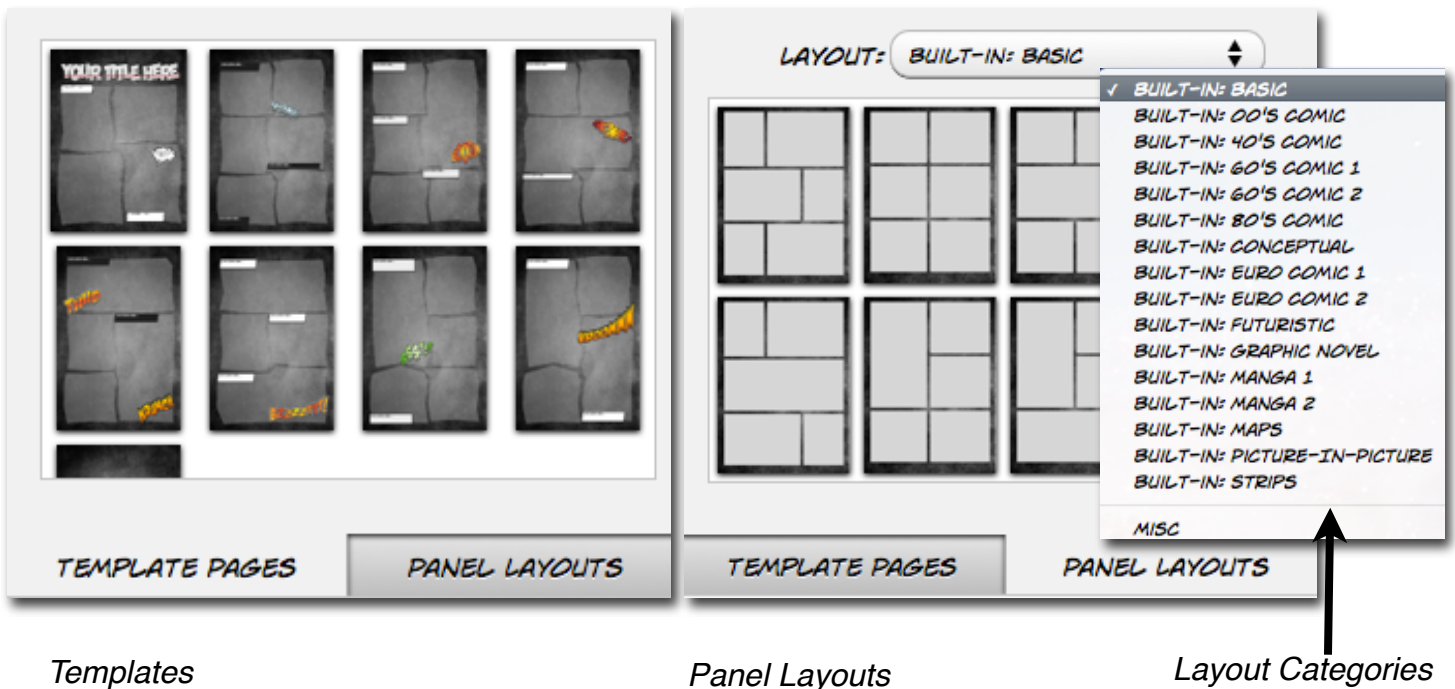 YOUR TITLE HERE
TEMPLATE PAGES
PANEL LAYOUTS
LAYOUT:
BUILT-IN: BASIC
✓ BUILT-IN: BASIC
BUILT-IN: 00'S COMIC
BUILT-IN: 40'S COMIC
BUILT-IN: 60'S COMIC 1
BUILT-IN: 60'S COMIC 2
BUILT-IN: 80'S COMIC
BUILT-IN: CONCEPTUAL
BUILT-IN: EURO COMIC 1
BUILT-IN: EURO COMIC 2
BUILT-IN: FUTURISTIC
BUILT-IN: GRAPHIC NOVEL
BUILT-IN: MANGA 1
BUILT-IN: MANGA 2
BUILT-IN: MAPS
BUILT-IN: PICTURE-IN-PICTURE
BUILT-IN: STRIPS
MISC
TEMPLATE PAGES
PANEL LAYOUTS
Templates
Panel Layouts
Layout Categories